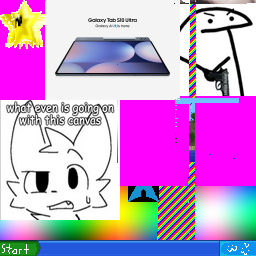 Galaxy Tab S10 Ultra
Galaxy AI is here
what even is going on
with this canvas
Start